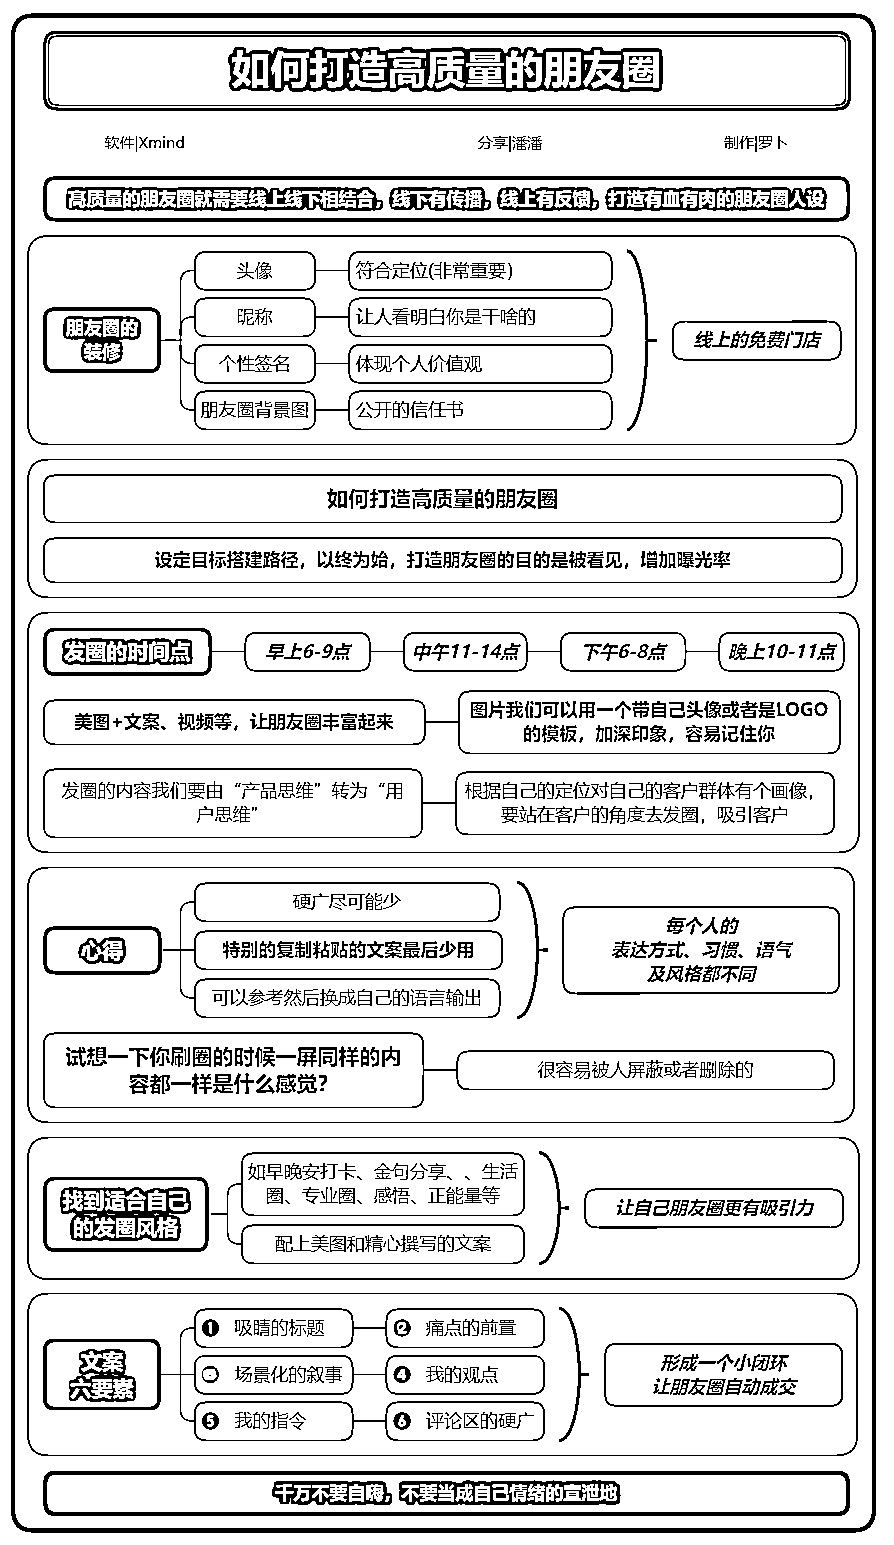 如何打造高质量的朋友圈
软件|Xmind
分享|潘潘
制作|罗卜
高质量的朋友圈就需要线上线下相结合，线下有传播，线上有反馈，打造有血有肉的朋友圈人设
朋友圈的
装修
头像
符合定位(非常重要)
昵称
让人看明白你是干啥的
个性签名
体现个人价值观
朋友圈背景图
公开的信任书
线上的免费门店
如何打造高质量的朋友圈
设定目标搭建路径，以终为始，打造朋友圈的目的是被看见，增加曝光率
发圈的时间点
早上6-9点
中午11-14点
下午6-8点
晚上10-11点
美图+文案、视频等，让朋友圈丰富起来
图片我们可以用一个带自己头像或者是LOGO
的模板，加深印象，容易记住你
发圈的内容我们要由“产品思维”转为“用
户思维”
根据自己的定位对自己的客户群体有个画像，
要站在客户的角度去发圈，吸引客户
心得
硬广尽可能少
特别的复制粘贴的文案最后少用
可以参考然后换成自己的语言输出
每个人的
表达方式、习惯、语气
及风格都不同
试想一下你刷圈的时候一屏同样的内
容都一样是什么感觉？
很容易被人屏蔽或者删除的
找到适合自己
的发圈风格
如早晚安打卡、金句分享、、生活
圈、专业圈、感悟、正能量等
配上美图和精心撰写的文案
让自己朋友圈更有吸引力
文案
六要素
❶ 吸睛的标题
❷ 痛点的前置
场景化的叙事
❹ 我的观点
❺ 我的指令
❻ 评论区的硬广
形成一个小闭环
让朋友圈自动成交
千万不要自嗨，不要当成自己情绪的宣泄地